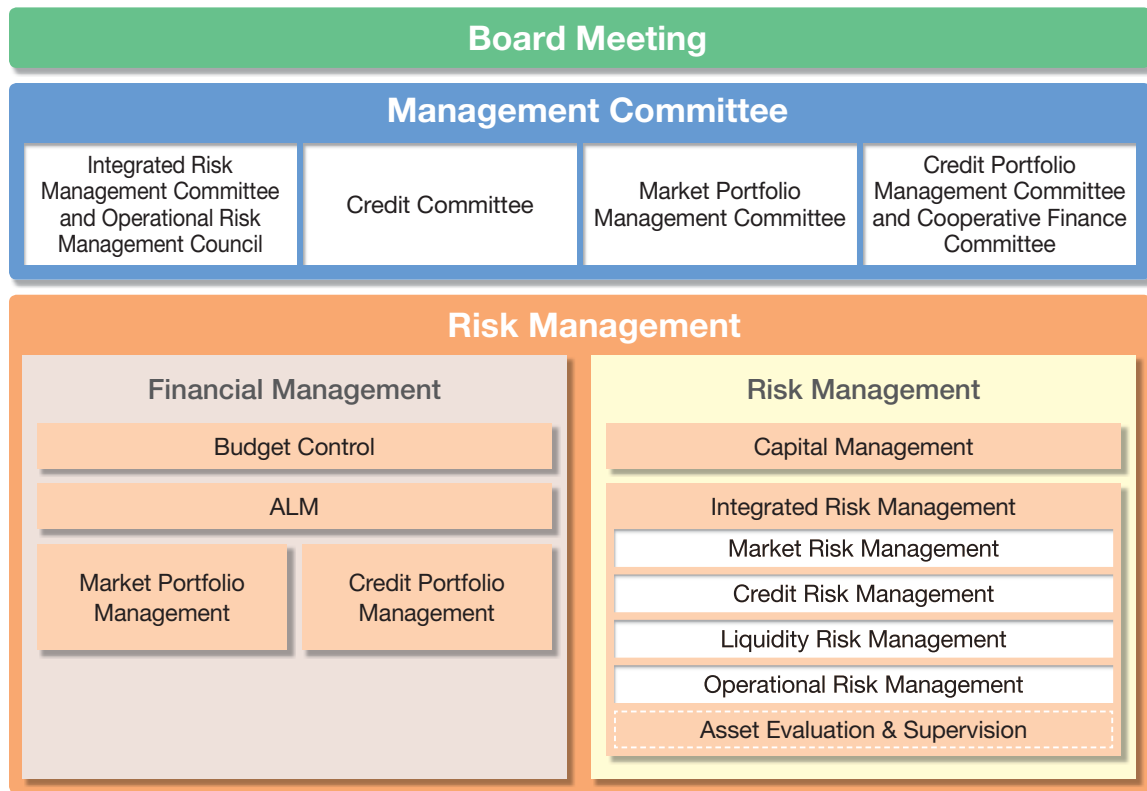 Board Meeting
Management Committee
Integrated Risk
Management Committee
and Operational Risk
Management Council
Credit Committee
Market Portfolio
Management Committee
Credit Portfolio
Management Committee
and Cooperative Finance
Committee
Risk Management
Financial Management
Budget Control
ALM
Market Portfolio
Management
Credit Portfolio
Management
Risk Management
Capital Management
Integrated Risk Management
Market Risk Management
Credit Risk Management
Liquidity Risk Management
Operational Risk Management
Asset Evaluation & Supervision